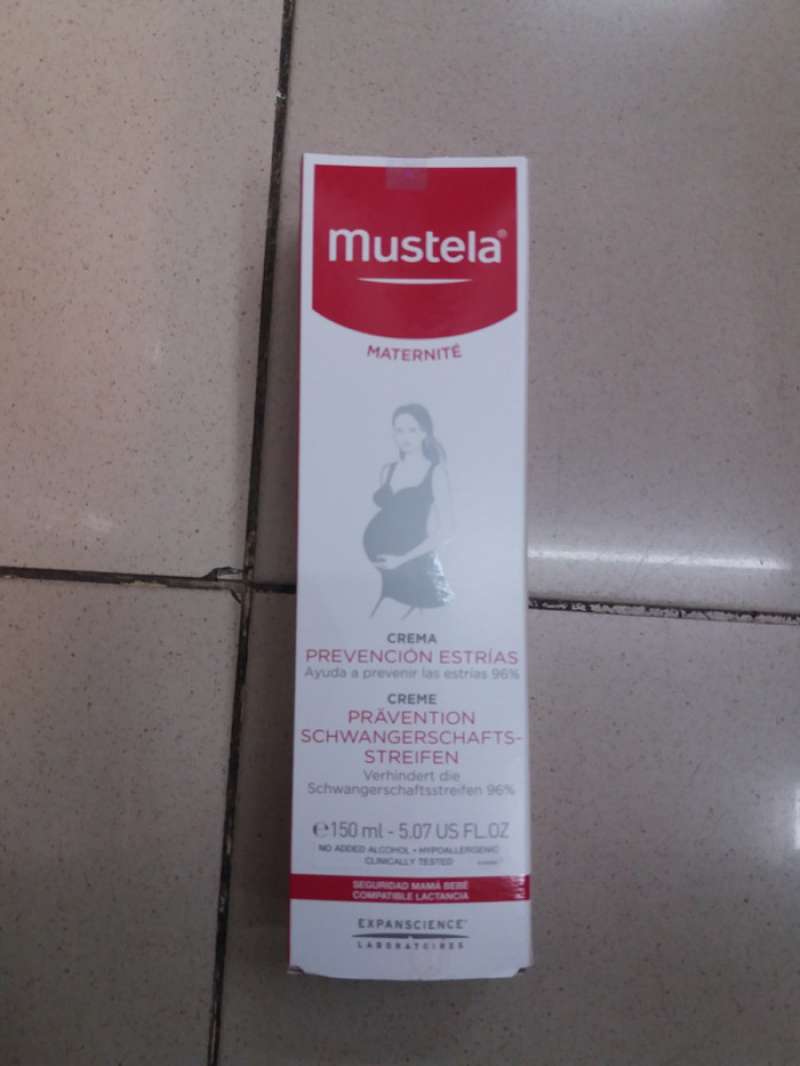 mustela®
MATERNITÉ
CREMA
PREVENCIÓN ESTRÍAS
Ayuda a prevenir las estrías 96%
CREME
PRÄVENTION
SCHWANGERSCHAFTS-
STREIFEN
Verhindert die
Schwangerschaftsstreifen 96%
℮150 ml - 5.07 US FL.OZ
NO ADDED ALCOHOL • HYPOALLERGENIC
CLINICALLY TESTED
SEGURIDAD MAMÁ BEBÉ
COMPATIBLE LACTANCIA
EXPANSCIENCE®
LABORATOIRES